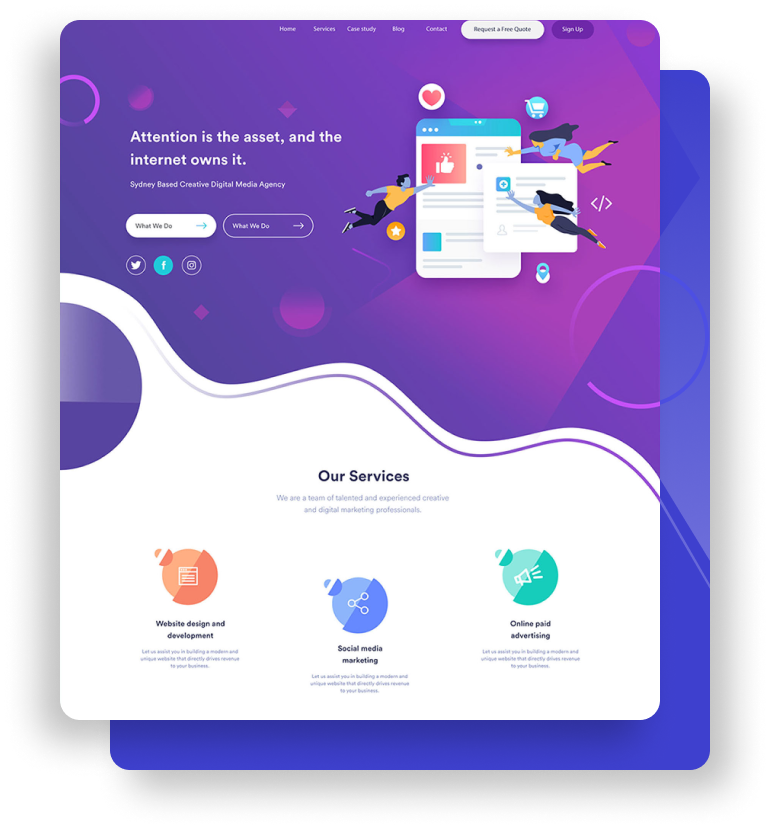 Home Services Case study Blog Contact Request a Free Quote Sign Up
Attention is the asset, and the
internet owns it.
Sydney Based Creative Digital Media Agency
What We Do What We Do
Our Services
We are a team of talented and experienced creative
and digital marketing professionals.
Website design and
development
Let us assist you in building a modern and
unique website that directly drives revenue
to your business.
Social media
marketing
Let us assist you in building a modern and
unique website that directly drives revenue
to your business.
Online paid
advertising
Let us assist you in building a modern and
unique website that directly drives revenue
to your business.